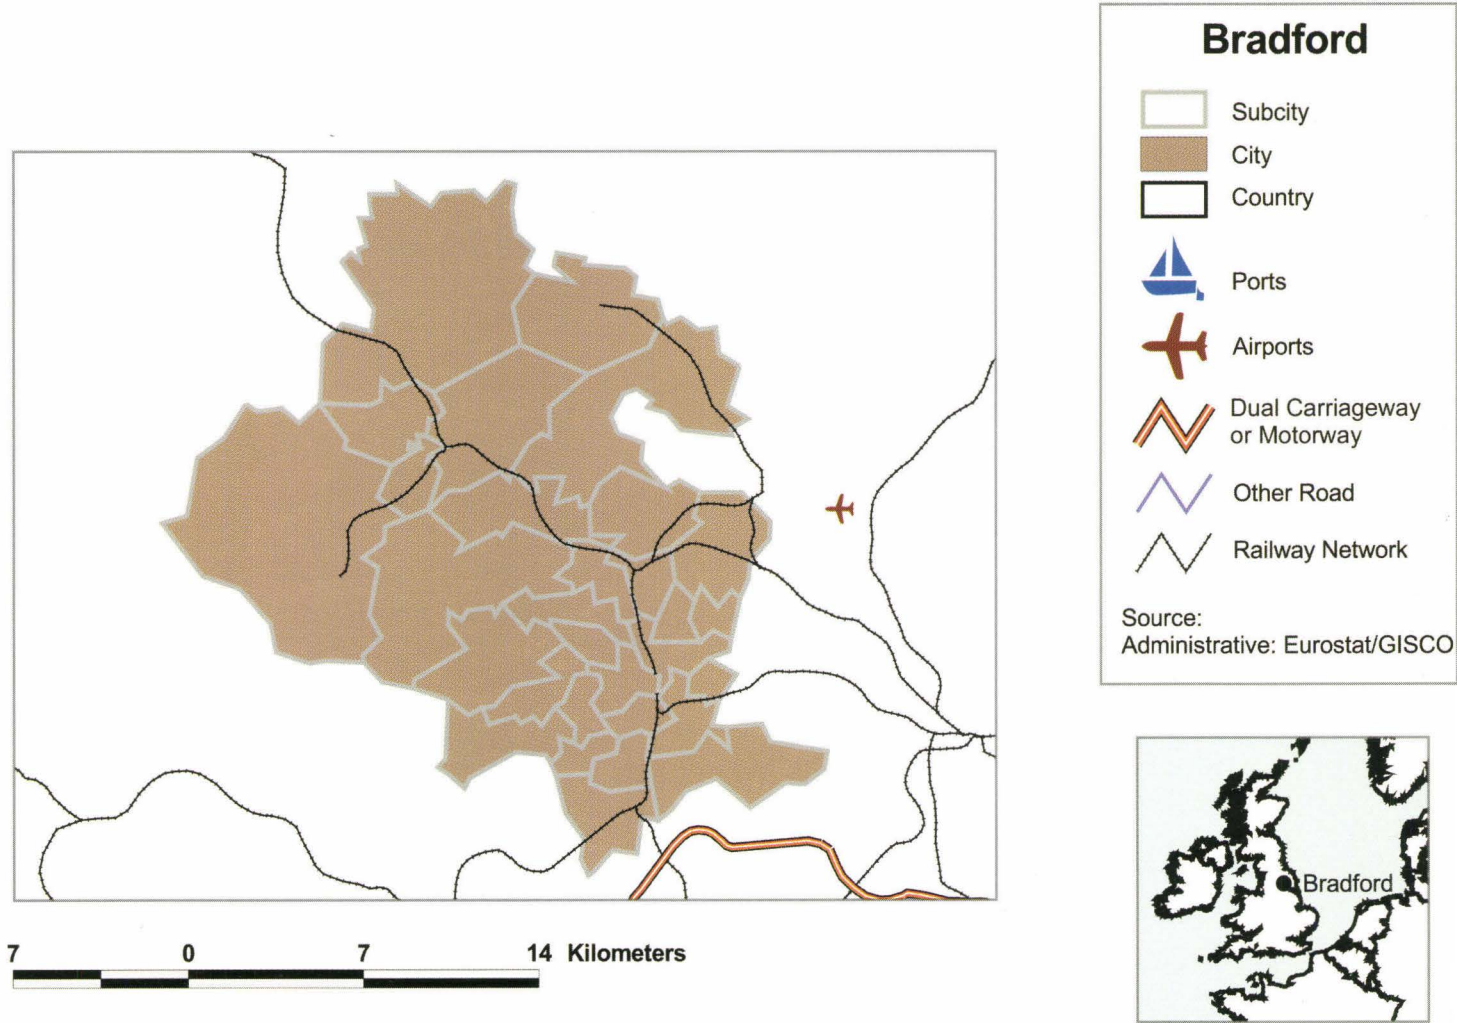 Bradford
Subcity
City
Country
Ports
Airports
Dual Carriageway
or Motorway
Other Road
Railway Network
Source:
Administrative: Eurostat/GISCO
7 0 7 14 Kilometers
Bradford